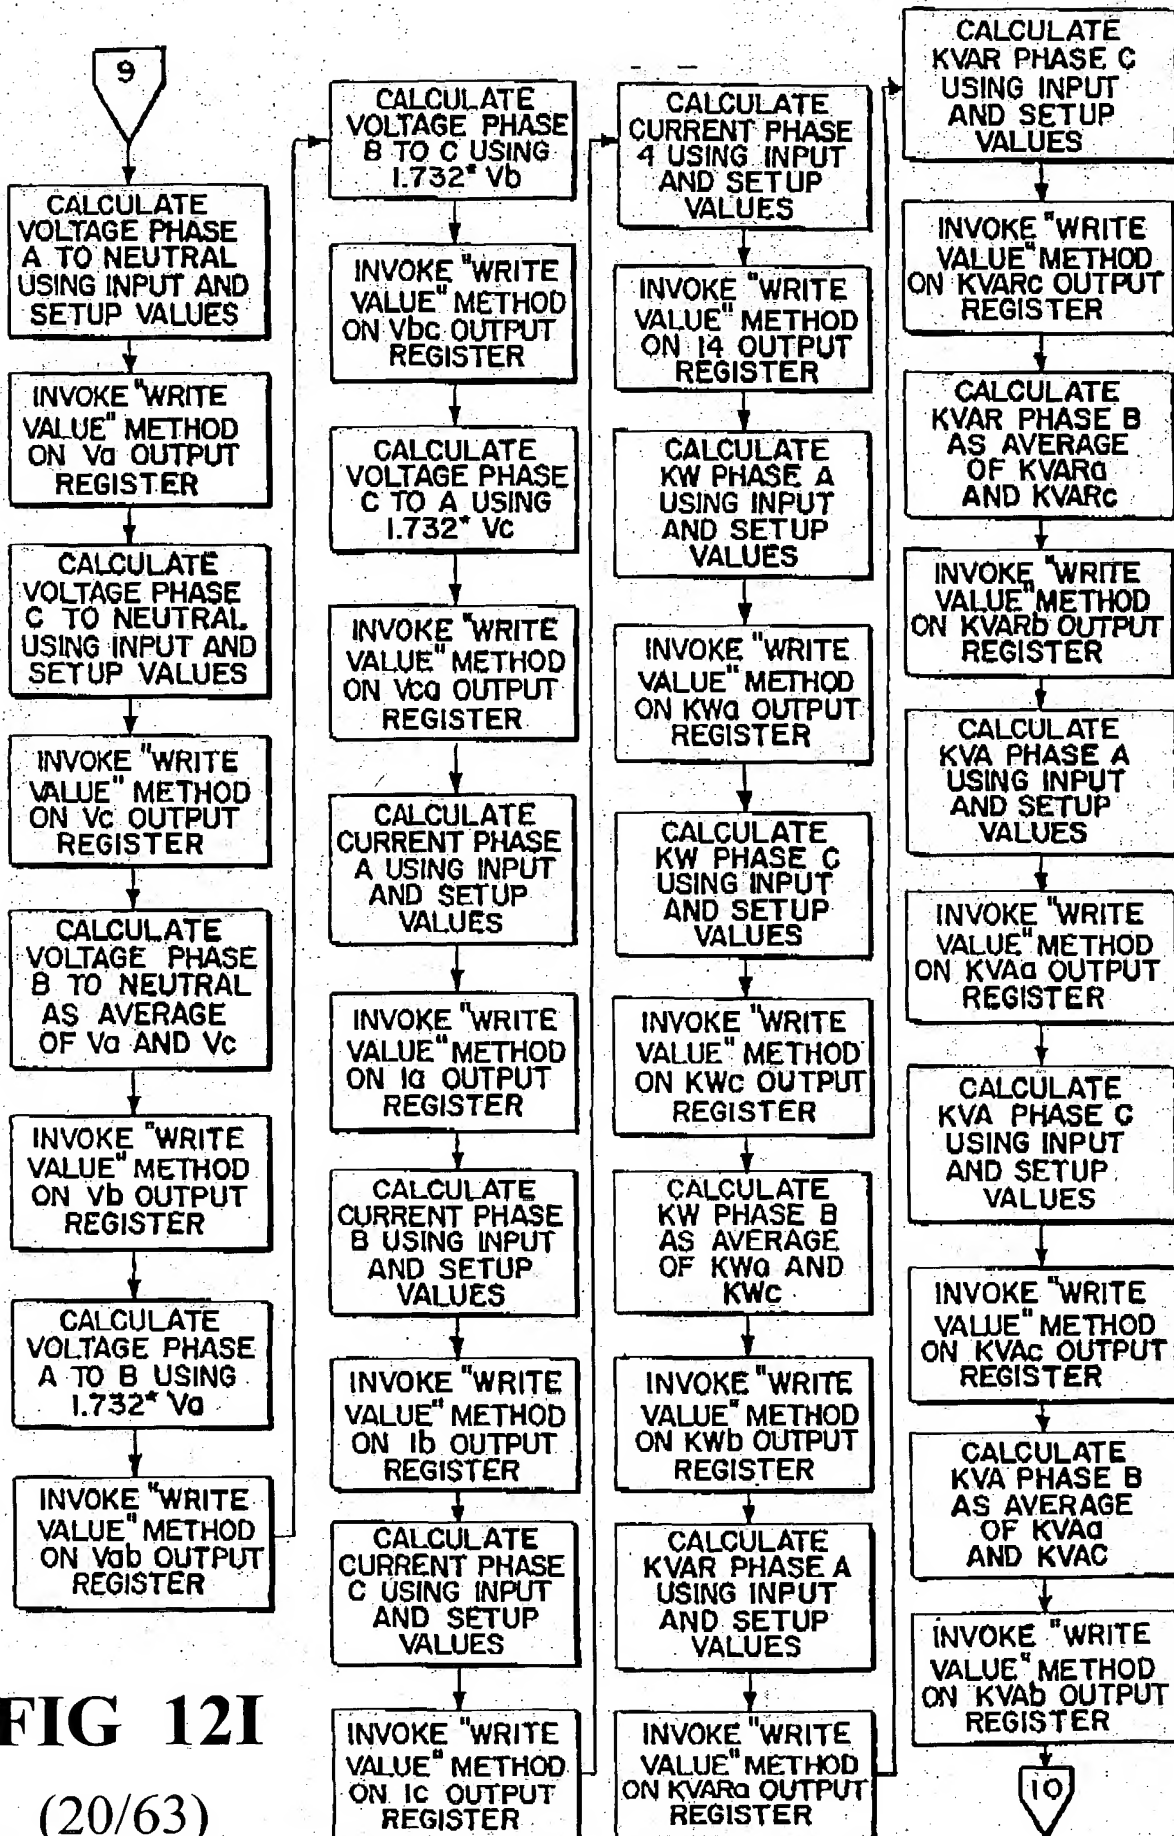 9
CALCULATE
VOLTAGE PHASE
A TO NEUTRAL
USING INPUT AND
SETUP VALUES
INVOKE "WRITE
VALUE" METHOD
ON Va OUTPUT
REGISTER
CALCULATE
VOLTAGE PHASE
C TO NEUTRAL
USING INPUT AND
SETUP VALUES
INVOKE "WRITE
VALUE" METHOD
ON Vc OUTPUT
REGISTER
CALCULATE
VOLTAGE PHASE
B TO NEUTRAL
AS AVERAGE
OF Va AND Vc
INVOKE "WRITE
VALUE" METHOD
ON Vb OUTPUT
REGISTER
CALCULATE
VOLTAGE PHASE
A TO B USING
1.732* Va
INVOKE "WRITE
VALUE" METHOD
ON Vab OUTPUT
REGISTER
CALCULATE
VOLTAGE PHASE
B TO C USING
1.732* Vb
INVOKE "WRITE
VALUE" METHOD
ON Vbc OUTPUT
REGISTER
CALCULATE
VOLTAGE PHASE
C TO A USING
1.732* Vc
INVOKE "WRITE
VALUE" METHOD
ON Vca OUTPUT
REGISTER
CALCULATE
CURRENT PHASE
A USING INPUT
AND SETUP
VALUES
INVOKE "WRITE
VALUE" METHOD
ON Ia OUTPUT
REGISTER
CALCULATE
CURRENT PHASE
B USING INPUT
AND SETUP
VALUES
INVOKE "WRITE
VALUE" METHOD
ON Ib OUTPUT
REGISTER
CALCULATE
CURRENT PHASE
C USING INPUT
AND SETUP
VALUES
INVOKE "WRITE
VALUE" METHOD
ON Ic OUTPUT
REGISTER
CALCULATE
CURRENT PHASE
4 USING INPUT
AND SETUP
VALUES
INVOKE "WRITE
VALUE" METHOD
ON I4 OUTPUT
REGISTER
CALCULATE
KW PHASE A
USING INPUT
AND SETUP
VALUES
INVOKE "WRITE
VALUE" METHOD
ON KWa OUTPUT
REGISTER
CALCULATE
KW PHASE C
USING INPUT
AND SETUP
VALUES
INVOKE "WRITE
VALUE" METHOD
ON KWc OUTPUT
REGISTER
CALCULATE
KW PHASE B
AS AVERAGE
OF KWa AND
KWc
INVOKE "WRITE
VALUE" METHOD
ON KWb OUTPUT
REGISTER
CALCULATE
KVAR PHASE A
USING INPUT
AND SETUP
VALUES
INVOKE "WRITE
VALUE" METHOD
ON KVARa OUTPUT
REGISTER
CALCULATE
KVAR PHASE C
USING INPUT
AND SETUP
VALUES
INVOKE "WRITE
VALUE" METHOD
ON KVARc OUTPUT
REGISTER
CALCULATE
KVAR PHASE B
AS AVERAGE
OF KVARa
AND KVARc
INVOKE "WRITE
VALUE" METHOD
ON KVARb OUTPUT
REGISTER
CALCULATE
KVA PHASE A
USING INPUT
AND SETUP
VALUES
INVOKE "WRITE
VALUE" METHOD
ON KVAa OUTPUT
REGISTER
CALCULATE
KVA PHASE C
USING INPUT
AND SETUP
VALUES
INVOKE "WRITE
VALUE" METHOD
ON KVAc OUTPUT
REGISTER
CALCULATE
KVA PHASE B
AS AVERAGE
OF KVAa
AND KVAC
INVOKE "WRITE
VALUE" METHOD
ON KVAb OUTPUT
REGISTER
10
FIG 12I
(20/63)